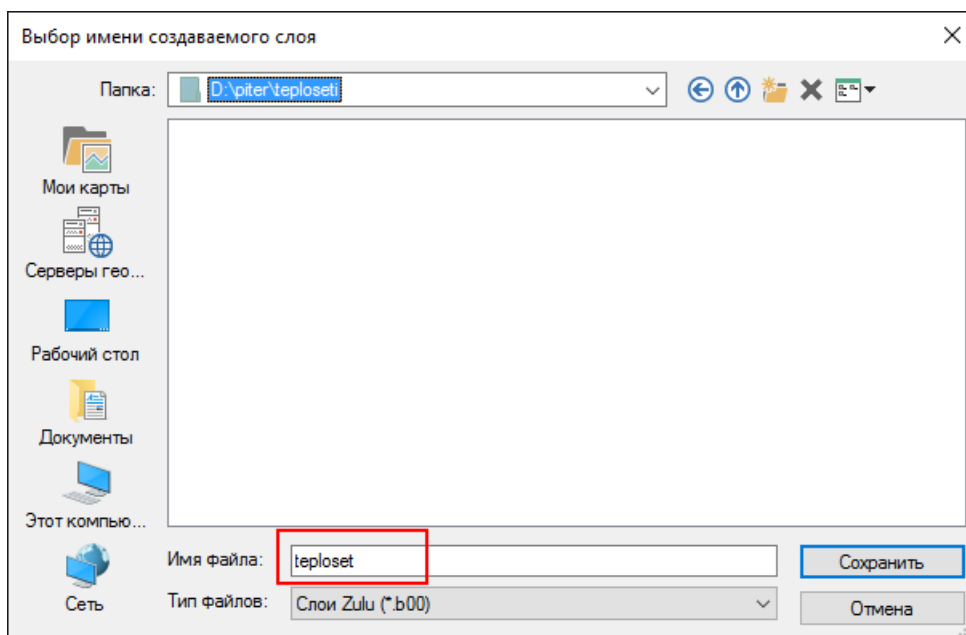 Выбор имени создаваемого слоя
Папка: D:\piter\teploseti
Мои карты
Серверы гео...
Рабочий стол
Документы
Этот компью...
Сеть
Имя файла: teploset
Сохранить
Тип файлов: Слои Zulu (*.b00)
Отмена